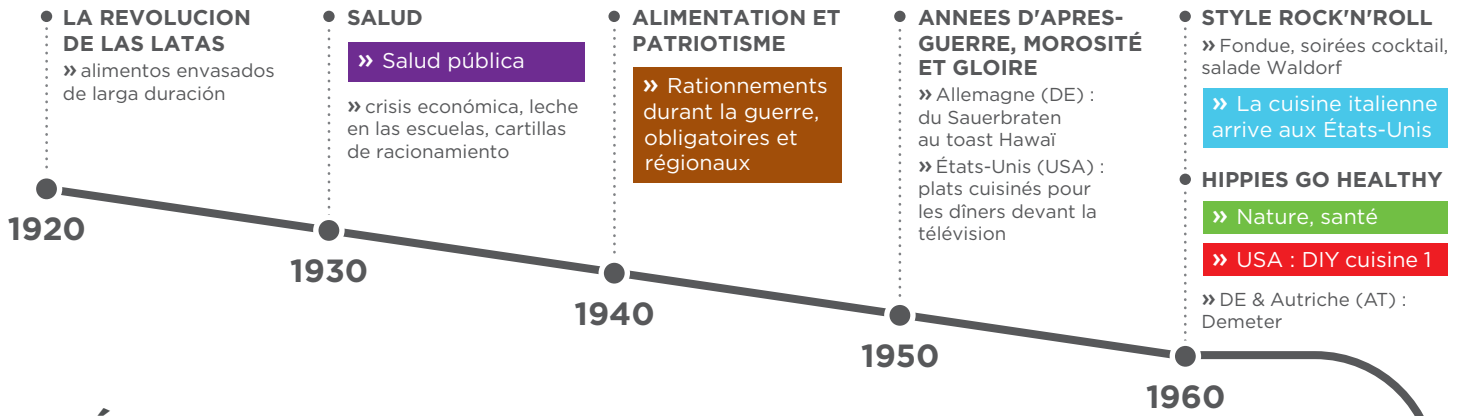 LA REVOLUCION
DE LAS LATAS
» alimentos envasados
de larga duración
1920
SALUD
» Salud pública
» crisis económica, leche
en las escuelas, cartillas
de racionamiento
1930
ALIMENTATION ET
PATRIOTISME
» Rationnements
durant la guerre,
obligatoires et
régionaux
1940
ANNEES D'APRES-
GUERRE, MOROSITÉ
ET GLOIRE
» Allemagne (DE) :
du Sauerbraten
au toast Hawaï
» États-Unis (USA) :
plats cuisinés pour
les dîners devant la
télévision
1950
STYLE ROCK'N'ROLL
» Fondue, soirées cocktail,
salade Waldorf
» La cuisine italienne
arrive aux États-Unis
HIPPIES GO HEALTHY
» Nature, santé
» USA : DIY cuisine 1
» DE & Autriche (AT) :
Demeter
1960